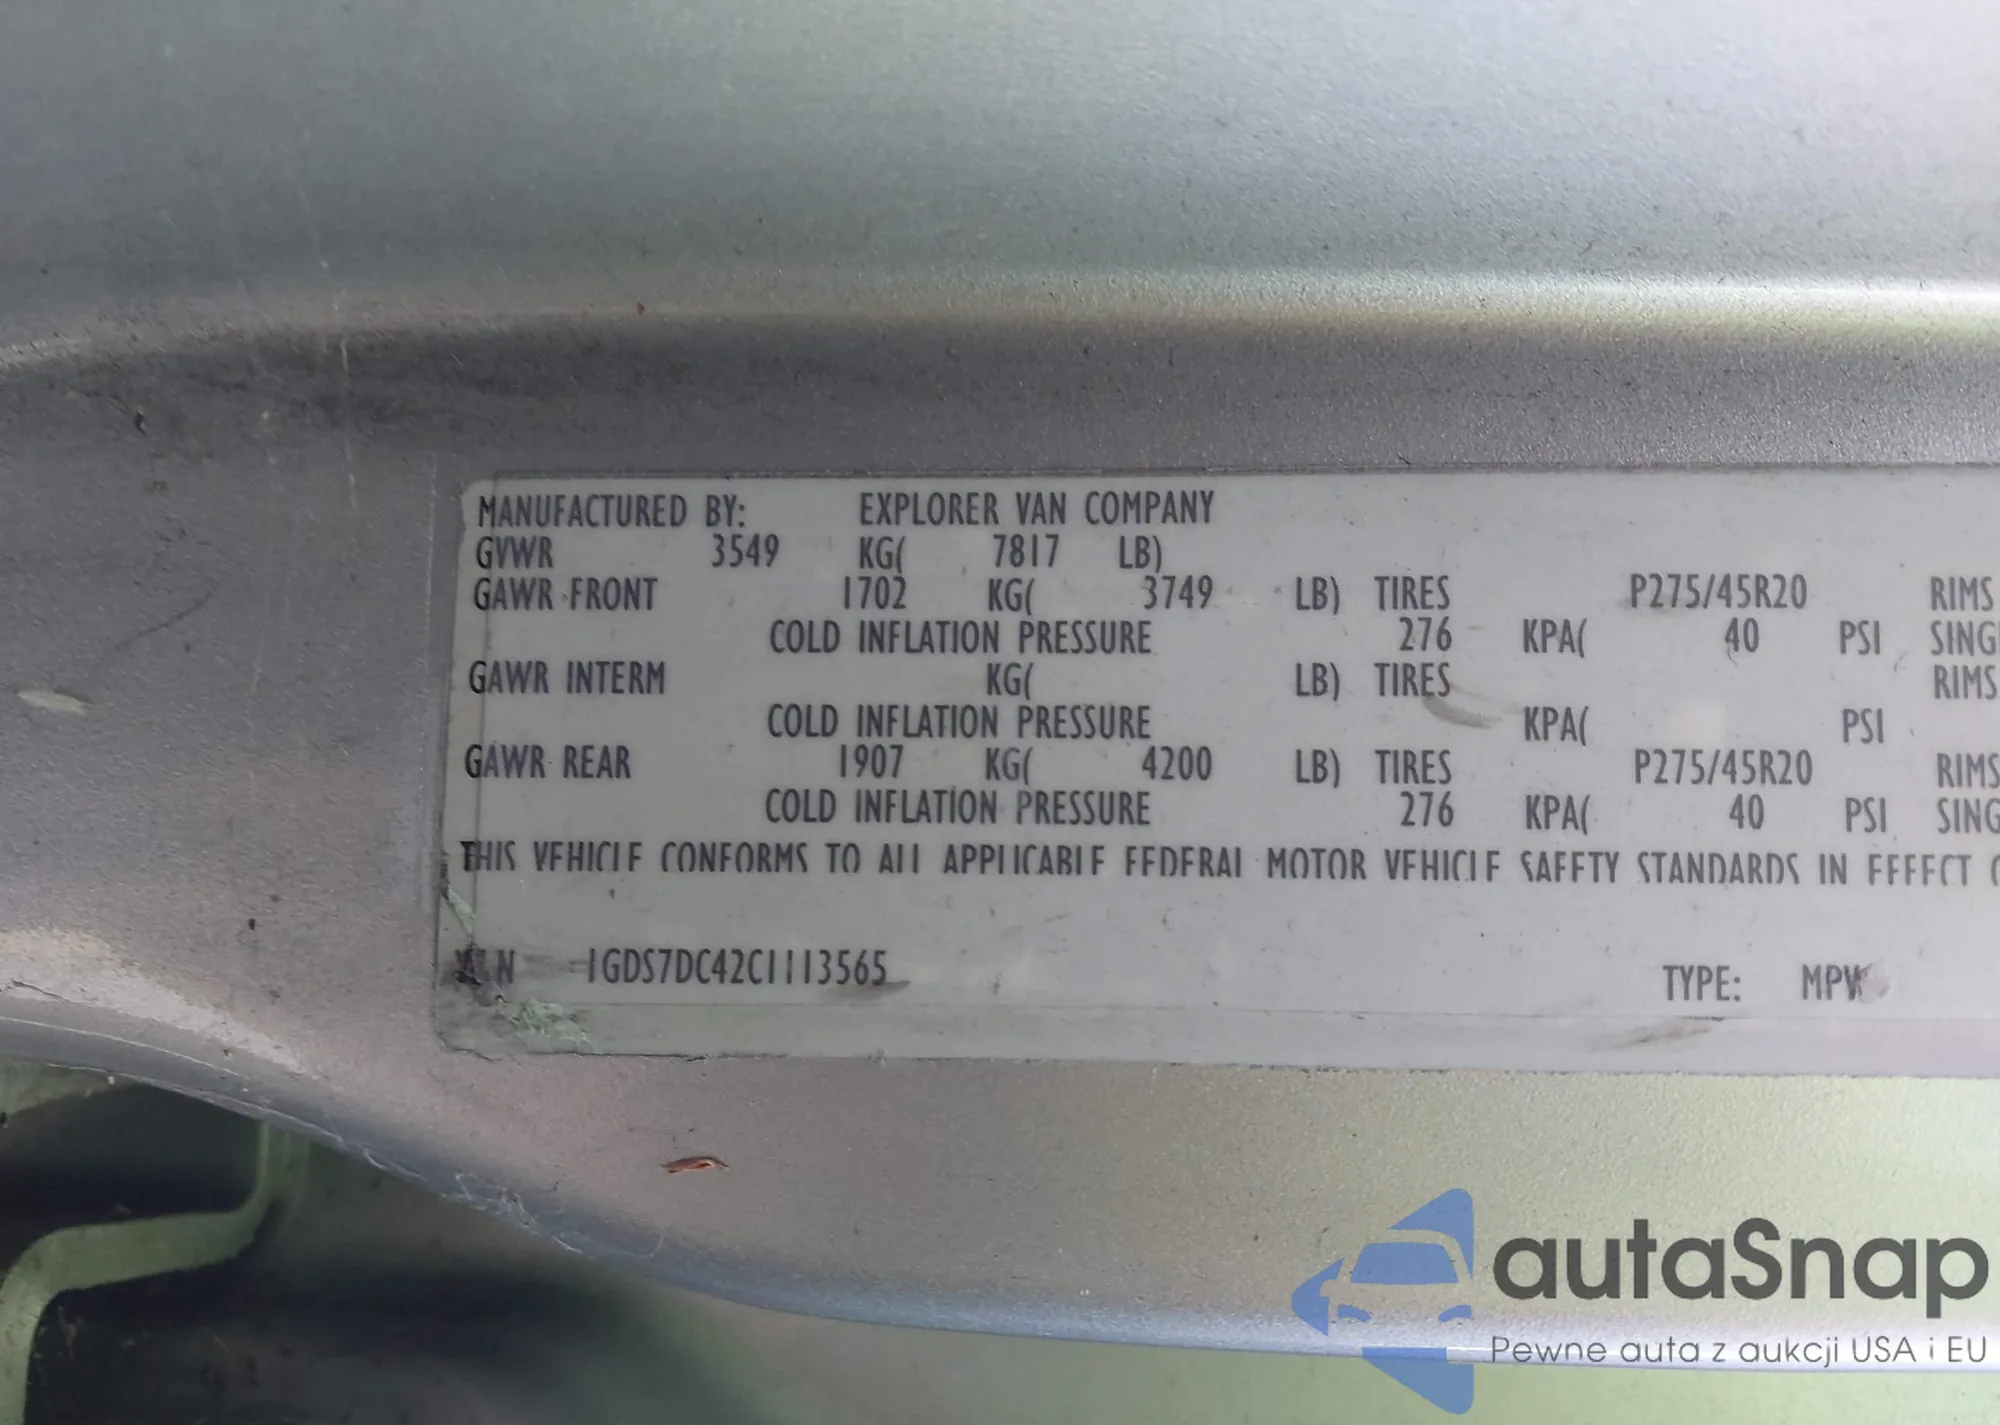 MANUFACTURED BY: EXPLORER VAN COMPANY
GVWR 3549 KG( 7817 LB)
GAWR FRONT 1702 KG( 3749 LB) TIRES P275/45R20 RIMS
COLD INFLATION PRESSURE 276 KPA( 40 PSI SING
GAWR INTERM KG( LB) TIRES RIMS
COLD INFLATION PRESSURE KPA( PSI
GAWR REAR 1907 KG( 4200 LB) TIRES P275/45R20 RIMS
COLD INFLATION PRESSURE 276 KPA( 40 PSI SING
THIS VEHICLE CONFORMS TO ALL APPLICABLE FEDERAL MOTOR VEHICLE SAFETY STANDARDS IN EFFECT
1GDS7DC42C1113565 TYPE: MPV
autaSnap
Pewne auta z aukcji USA i EU